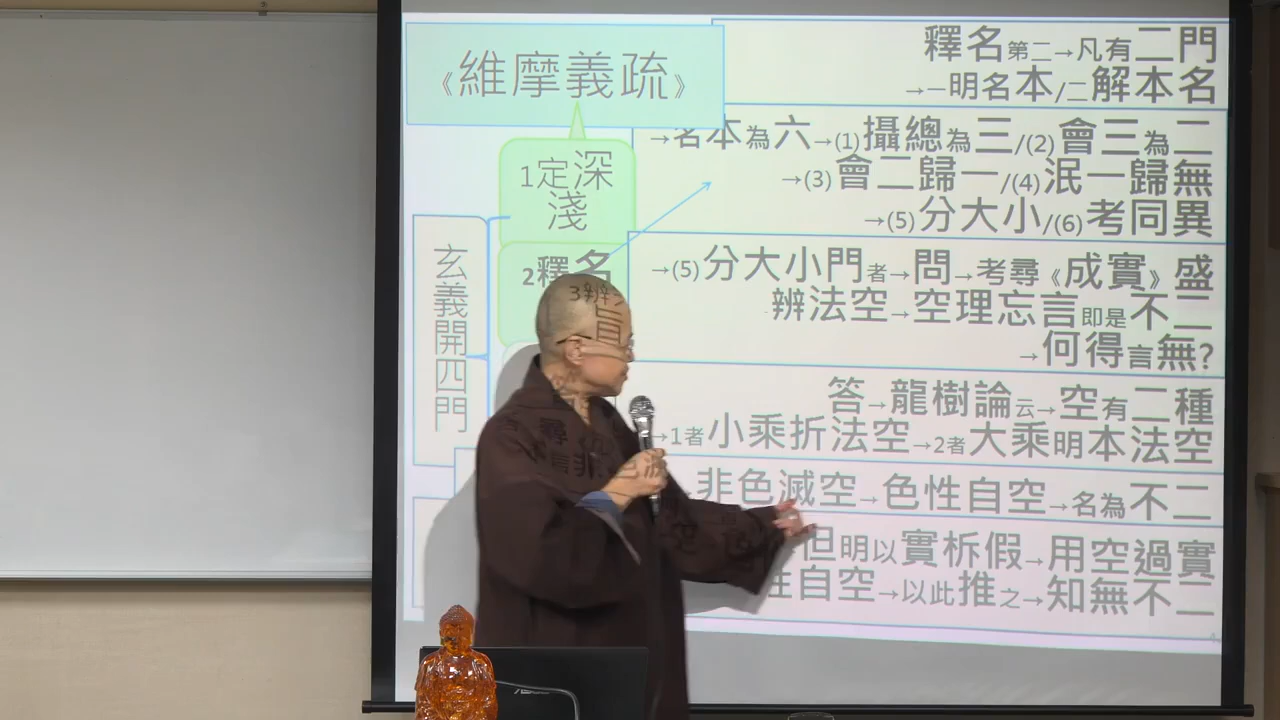 《維摩義疏》
釋名第二→凡有二門
→一明名本/二解本名
1定深
淺
2釋名
3辨
旨
玄義開四門
→名本為六→(1)攝總為三/(2)會三為二
→(3)會二歸一/(4)泯一歸無
→(5)分大小/(6)考同異
→(5)分大小門者→問→考尋《成實》盛
辨法空→空理忘言即是不二
→何得言無?
答→龍樹論云→空有二種
→1者小乘折法空→2者大乘明本法空
非色滅空→色性自空→名為不二
但明以實柝假→用空過實
性自空→以此推之→知無不二